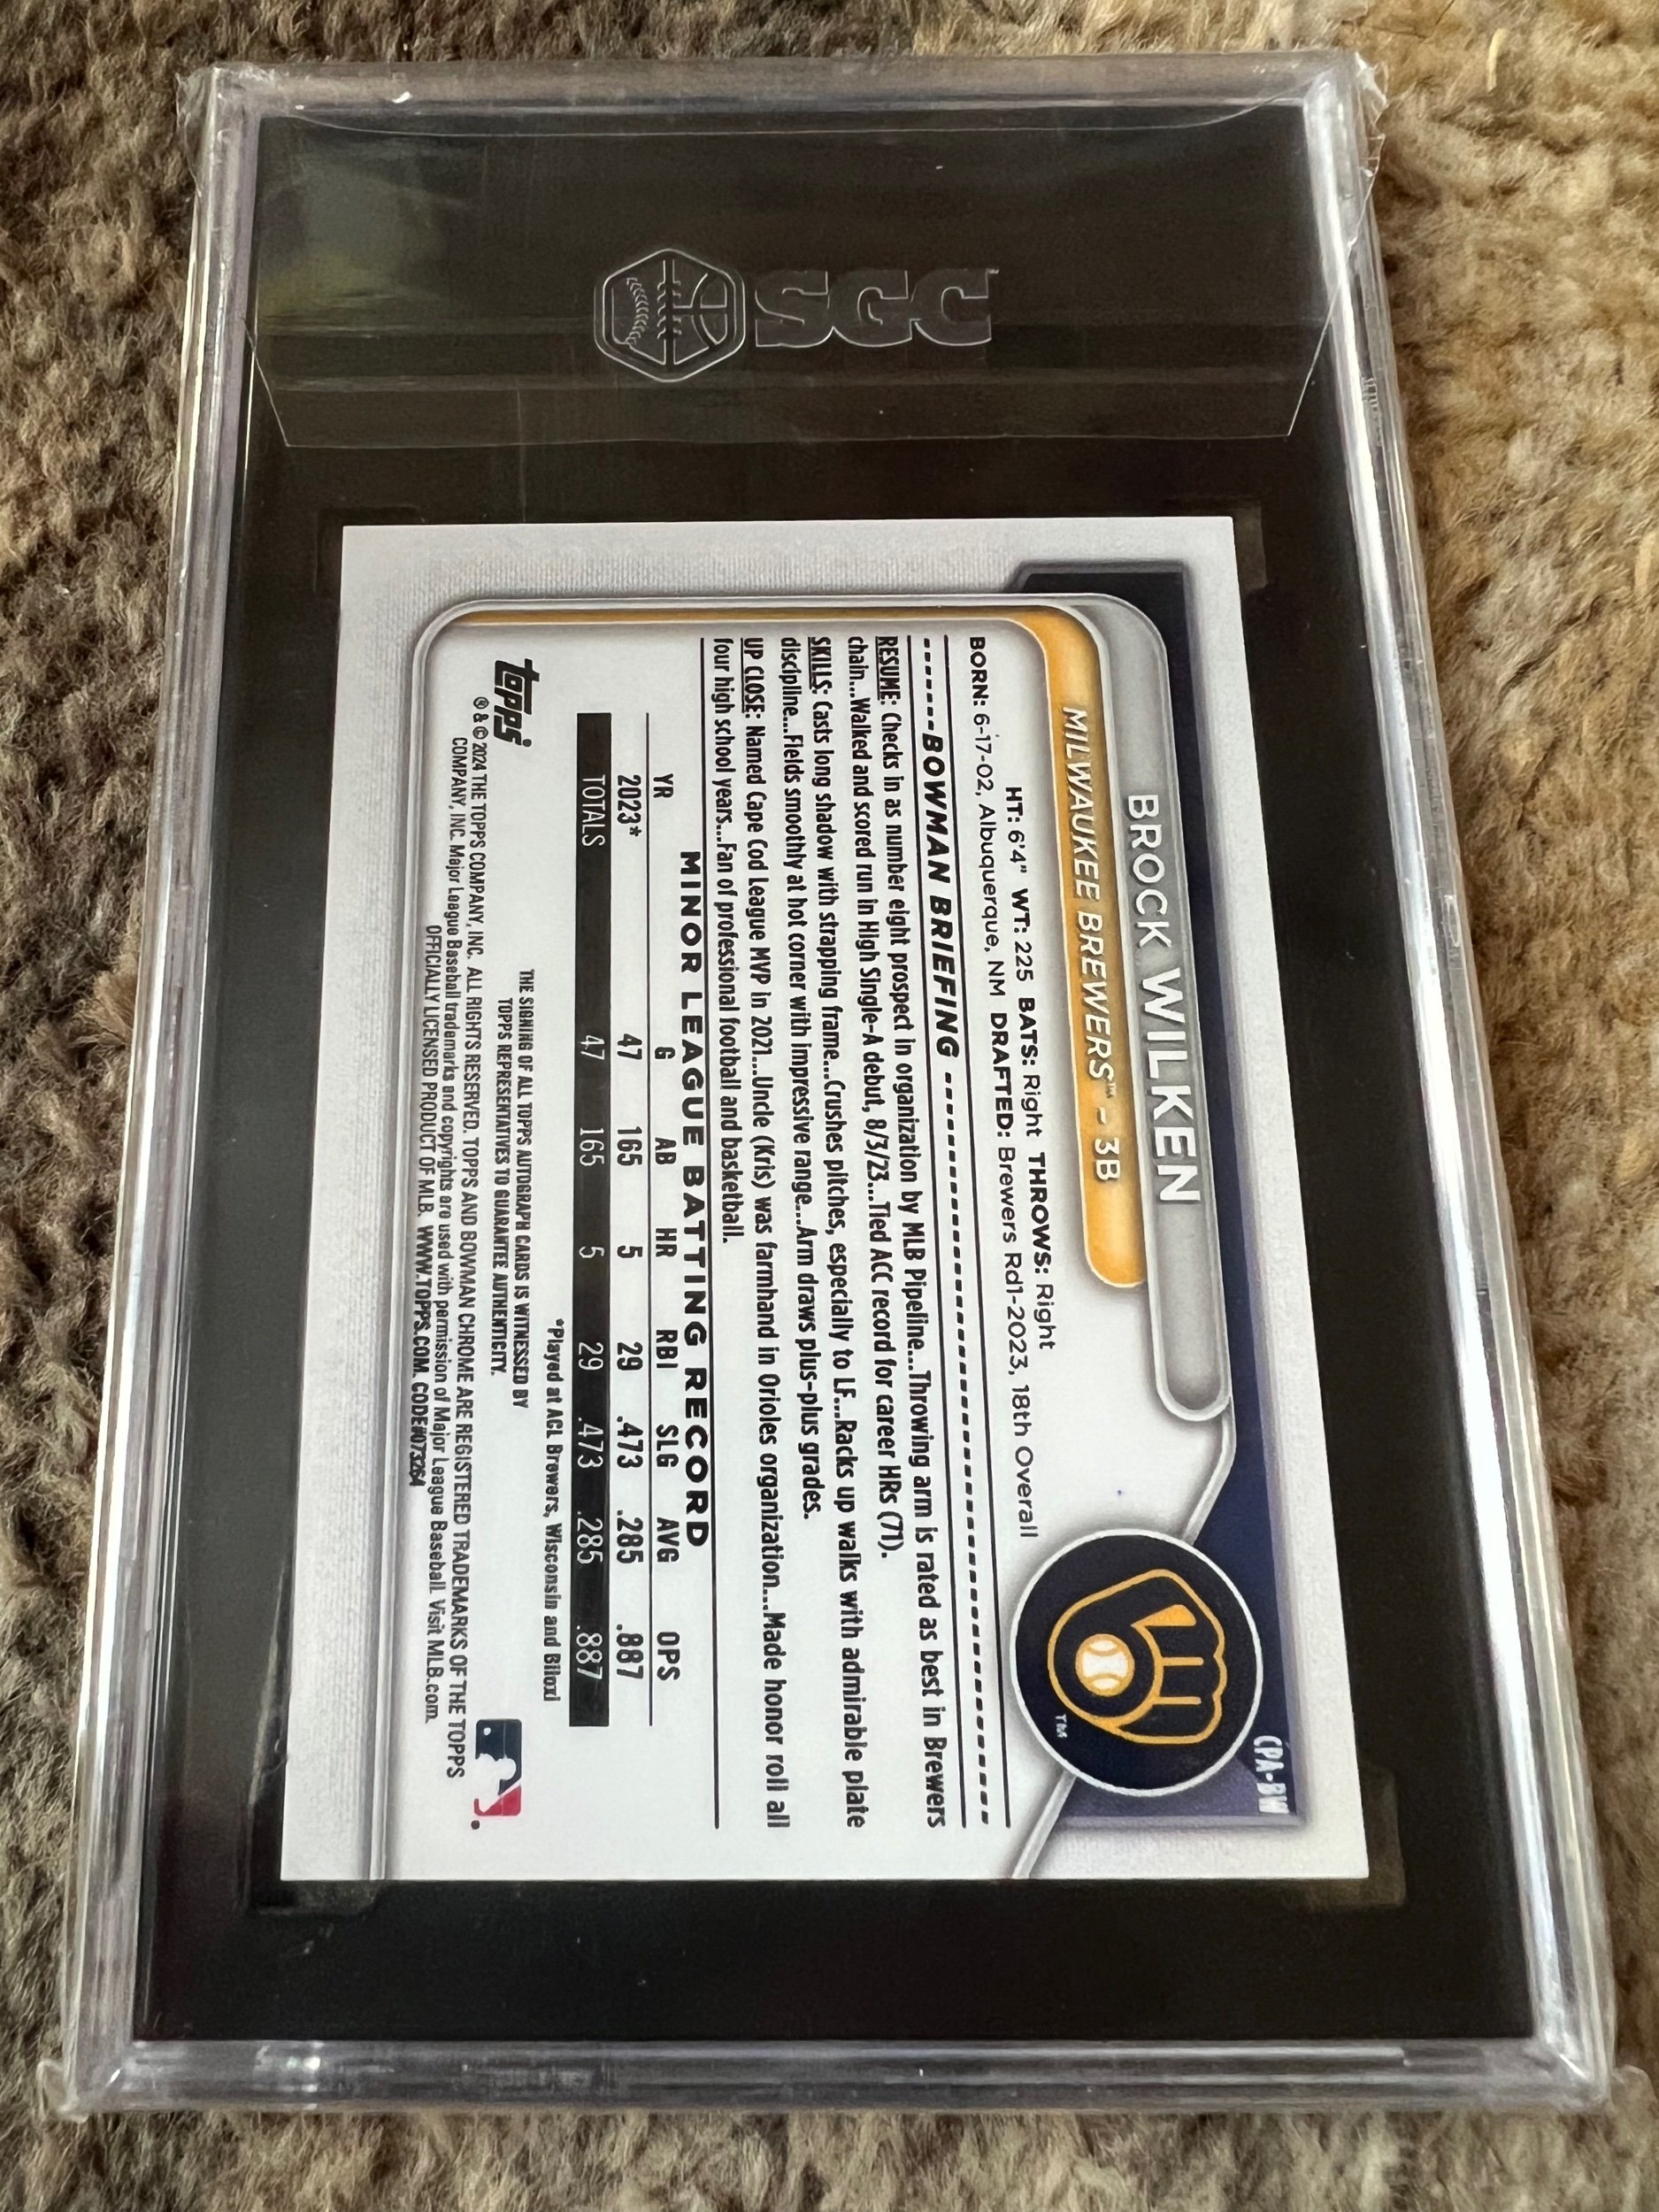 SGC
CPA-BW
BROCK WILKEN
MILWAUKEE BREWERS™ - 3B
TM
HT: 6'4" WT: 225 BATS: Right THROWS: Right
BORN: 6-17-02, Albuquerque, NM DRAFTED: Brewers Rd1-2023, 18th Overall
BOWMAN BRIEFING
RESUME: Checks in as number eight prospect in organization by MLB Pipeline...Throwing arm is rated as best in Brewers
chain...Walked and scored run in High Single-A debut, 8/3/23...Tied ACC record for career HRs (71).
SKILLS: Casts long shadow with strapping frame...Crushes pitches, especially to LF...Racks up walks with admirable plate
discipline...Fields smoothly at hot corner with impressive range...Arm draws plus-plus grades.
UP CLOSE: Named Cape Cod League MVP in 2021...Uncle (Kris) was farmhand in Orioles organization...Made honor roll all
four high school years...Fan of professional football and basketball.
MINOR LEAGUE BATTING RECORD
YR G AB HR RBI SLG AVG OPS
2023* 47 165 5 29 .473 .285 .887
TOTALS 47 165 5 29 .473 .285 .887
*Played at ACL Brewers, Wisconsin and Biloxi
THE SIGNING OF ALL TOPPS AUTOGRAPH CARDS IS WITNESSED BY
TOPPS REPRESENTATIVES TO GUARANTEE AUTHENTICITY.
topps
® & © 2024 THE TOPPS COMPANY, INC. ALL RIGHTS RESERVED. TOPPS AND BOWMAN CHROME ARE REGISTERED TRADEMARKS OF THE TOPPS
COMPANY, INC. Major League Baseball trademarks and copyrights are used with permission of Major League Baseball. Visit MLB.com.
OFFICIALLY LICENSED PRODUCT OF MLB. WWW.TOPPS.COM. CODE#073264